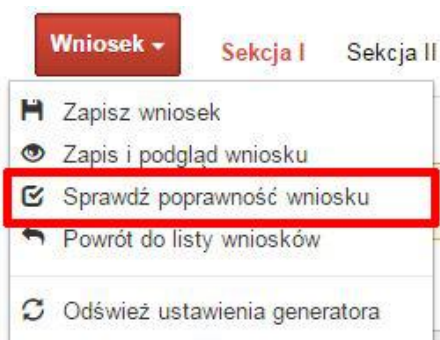 Wniosek Sekcja I Sekcja II
Zapisz wniosek
Zapis i podgląd wniosku
Sprawdź poprawność wniosku
Powrót do listy wniosków
Odśwież ustawienia generatora